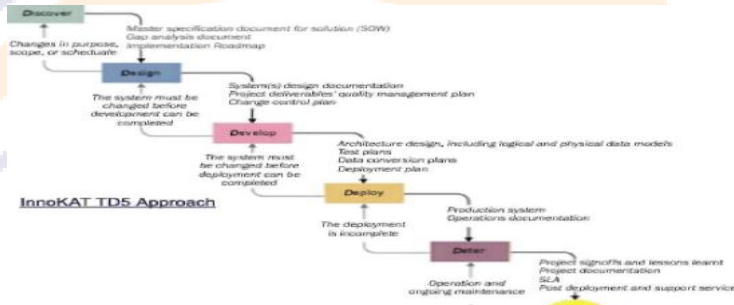 Discover
Master specification document for solution (SOW)
Gap analysis document
Implementation Roadmap
Changes in purpose,
scope, or schedule
Design
System(s) design documentation
Project deliverables' quality management plan
Change control plan
The system must be
changed before
development can be
completed
Develop
Architecture design, including logical and physical data models
Test plans
Data conversion plans
Deployment plan
The system must
be changed before
deployment can be
completed
InnoKAT TD5 Approach
Deploy
Production system
Operations documentation
The deployment
is incomplete
Deter
Project signoffs and lessons learnt
Project documentation
SLA
Post deployment and support service
Operation and
ongoing maintenance